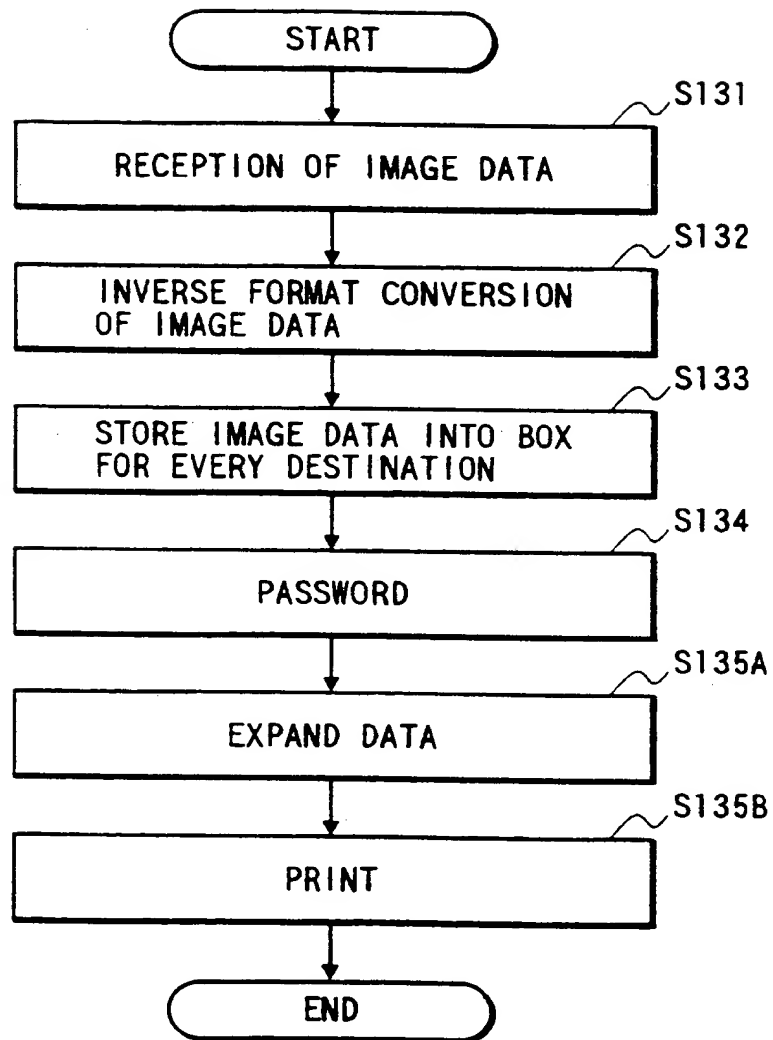 START
S131
RECEPTION OF IMAGE DATA
S132
INVERSE FORMAT CONVERSION
OF IMAGE DATA
S133
STORE IMAGE DATA INTO BOX
FOR EVERY DESTINATION
S134
PASSWORD
S135A
EXPAND DATA
S135B
PRINT
END